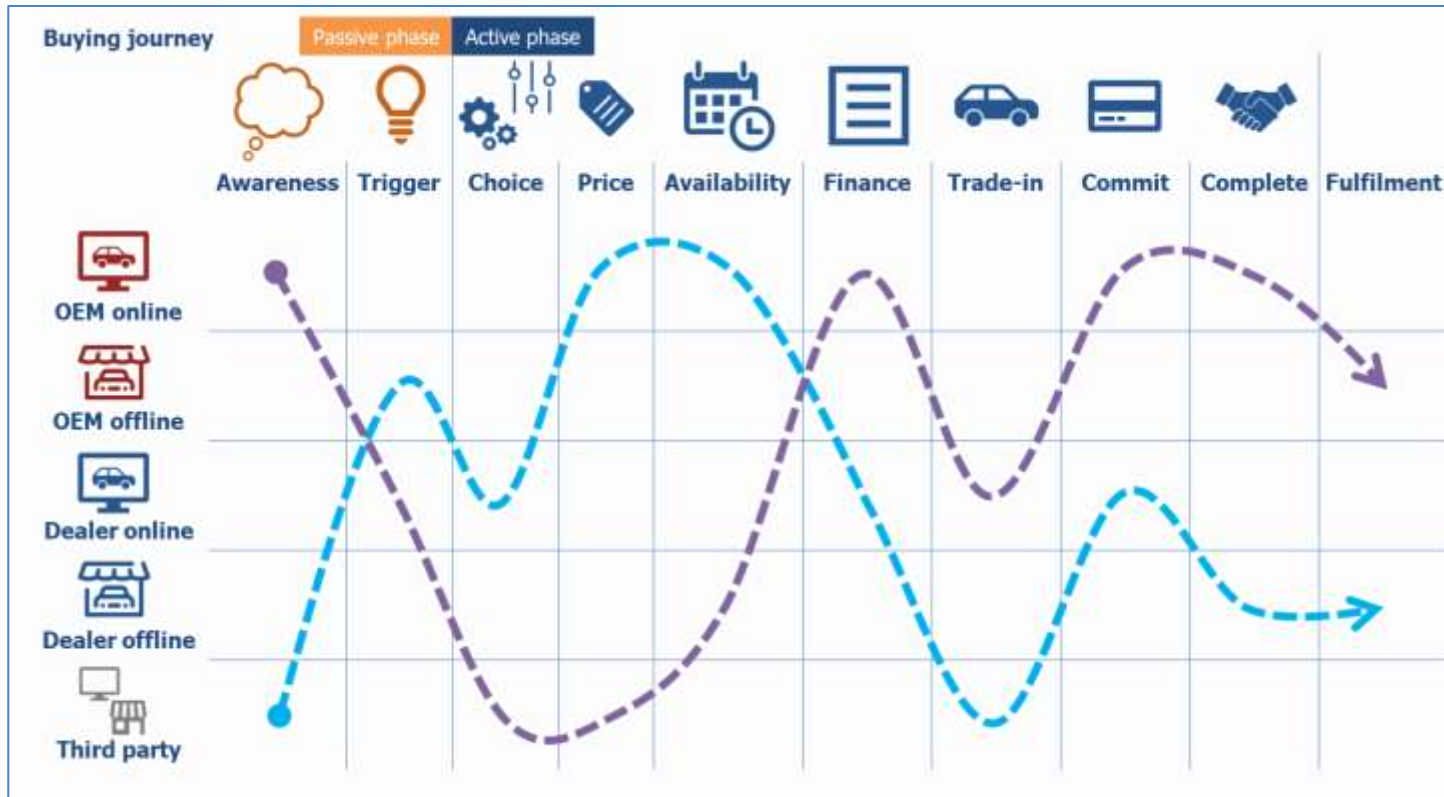 Buying journey
Passive phase
Active phase
Awareness
Trigger
Choice
Price
Availability
Finance
Trade-in
Commit
Complete
Fulfilment
OEM online
OEM offline
Dealer online
Dealer offline
Third party